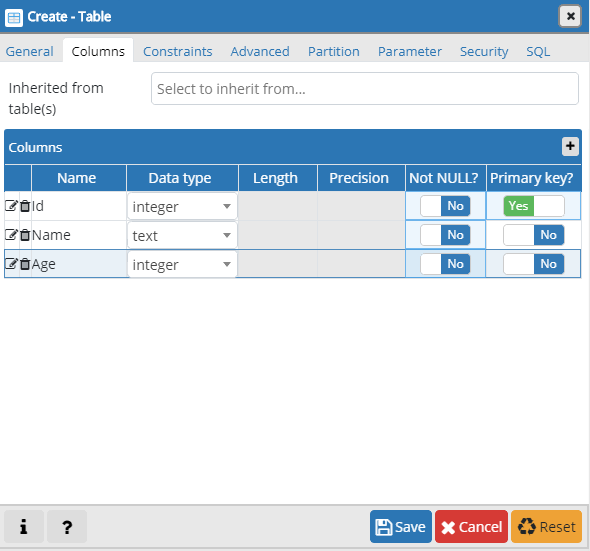 Create - Table
General Columns Constraints Advanced Partition Parameter Security SQL
Inherited from
table(s)
Select to inherit from...
Columns
Name Data type Length Precision Not NULL? Primary key?
Id integer No Yes
Name text No No
Age integer No No
i ? Save Cancel Reset